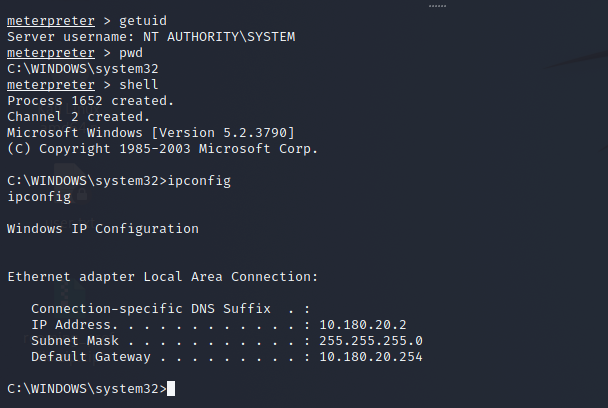 meterpreter > getuid
Server username: NT AUTHORITY\SYSTEM
meterpreter > pwd
C:\WINDOWS\system32
meterpreter > shell
Process 1652 created.
Channel 2 created.
Microsoft Windows [Version 5.2.3790]
(C) Copyright 1985-2003 Microsoft Corp.
C:\WINDOWS\system32>ipconfig
ipconfig
Windows IP Configuration
Ethernet adapter Local Area Connection:
   Connection-specific DNS Suffix  . :
   IP Address. . . . . . . . . . . . : 10.180.20.2
   Subnet Mask . . . . . . . . . . . : 255.255.255.0
   Default Gateway . . . . . . . . . : 10.180.20.254
C:\WINDOWS\system32>